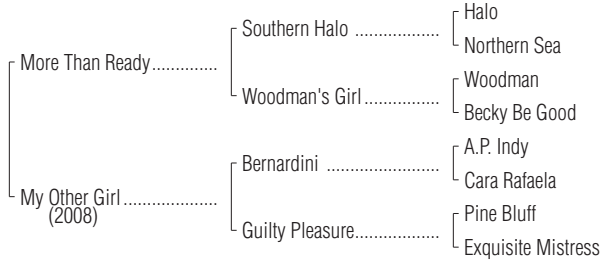 Halo
Southern Halo ..................
Northern Sea
More Than Ready..............
Woodman
Woodman's Girl................
Becky Be Good
A.P. Indy
Bernardini ........................
Cara Rafaela
My Other Girl ....................
(2008)
Pine Bluff
Guilty Pleasure..................
Exquisite Mistress